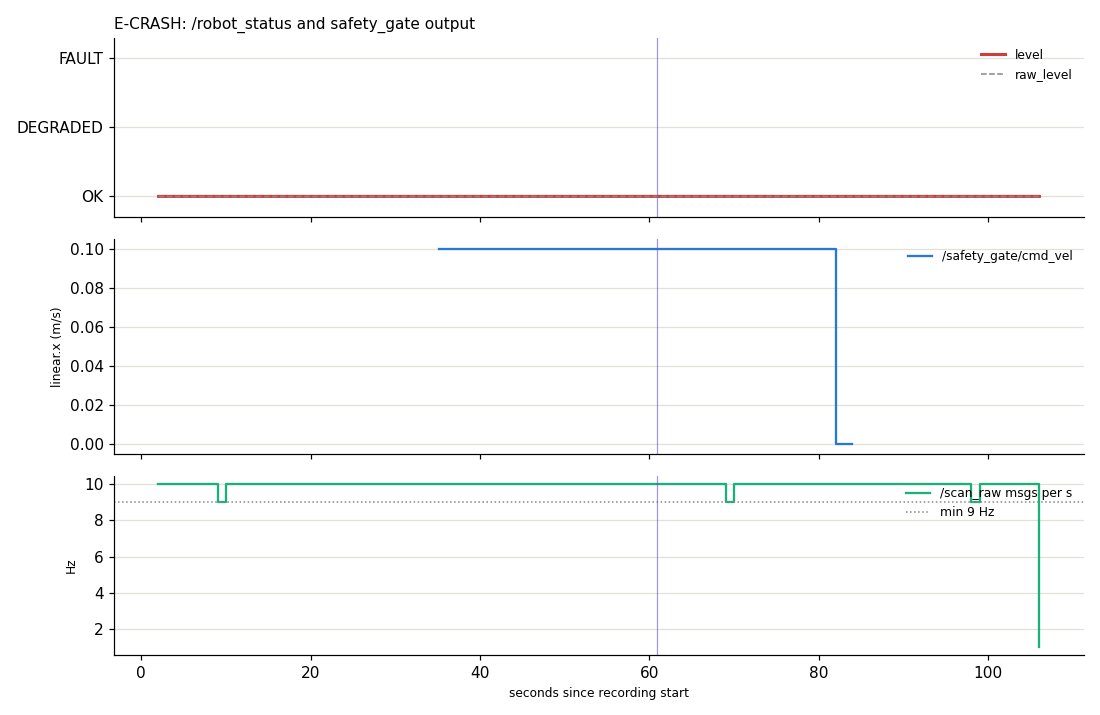 E-CRASH: /robot_status and safety_gate output
FAULT
DEGRADED
OK
level
raw_level
0.10
0.08
0.06
0.04
0.02
0.00
linear.x (m/s)
/safety_gate/cmd_vel
10
8
6
4
2
Hz
/scan_raw msgs per s
min 9 Hz
0 20 40 60 80 100
seconds since recording start